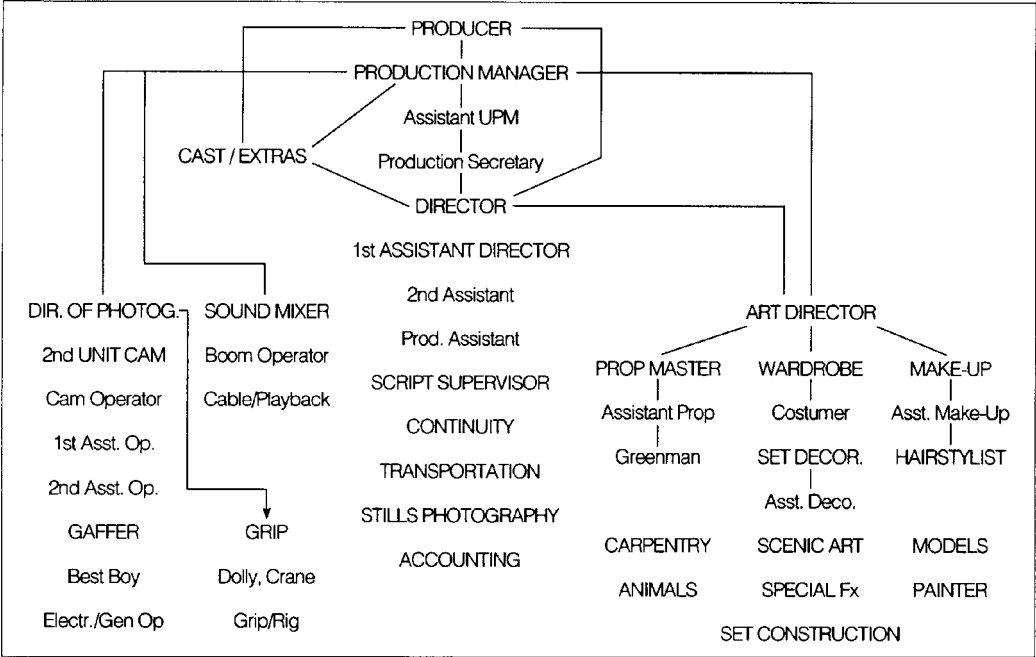 PRODUCER
PRODUCTION MANAGER
Assistant UPM
CAST / EXTRAS
Production Secretary
DIRECTOR
1st ASSISTANT DIRECTOR
2nd Assistant
Prod. Assistant
SCRIPT SUPERVISOR
CONTINUITY
TRANSPORTATION
STILLS PHOTOGRAPHY
ACCOUNTING
DIR. OF PHOTOG.
2nd UNIT CAM
Cam Operator
1st Asst. Op.
2nd Asst. Op.
GAFFER
Best Boy
Electr./Gen Op
SOUND MIXER
Boom Operator
Cable/Playback
GRIP
Dolly, Crane
Grip/Rig
ART DIRECTOR
PROP MASTER
Assistant Prop
Greenman
WARDROBE
Costumer
SET DECOR.
Asst. Deco.
MAKE-UP
Asst. Make-Up
HAIRSTYLIST
CARPENTRY
SCENIC ART
MODELS
ANIMALS
SPECIAL Fx
PAINTER
SET CONSTRUCTION